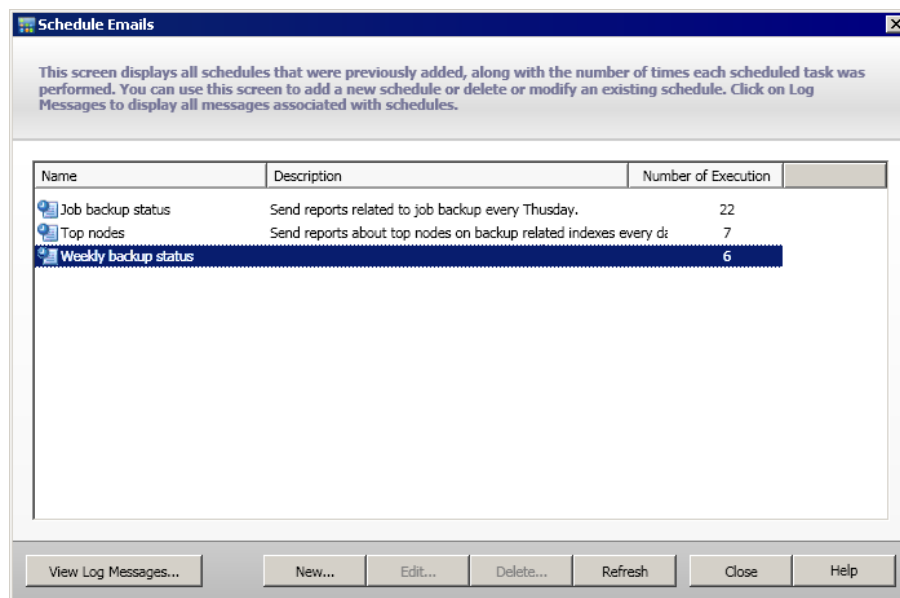 Schedule Emails
This screen displays all schedules that were previously added, along with the number of times each scheduled task was
performed. You can use this screen to add a new schedule or delete or modify an existing schedule. Click on Log
Messages to display all messages associated with schedules.
Name Description Number of Execution
Job backup status Send reports related to job backup every Thusday. 22
Top nodes Send reports about top nodes on backup related indexes every da 7
Weekly backup status 6
View Log Messages... New... Edit... Delete... Refresh Close Help